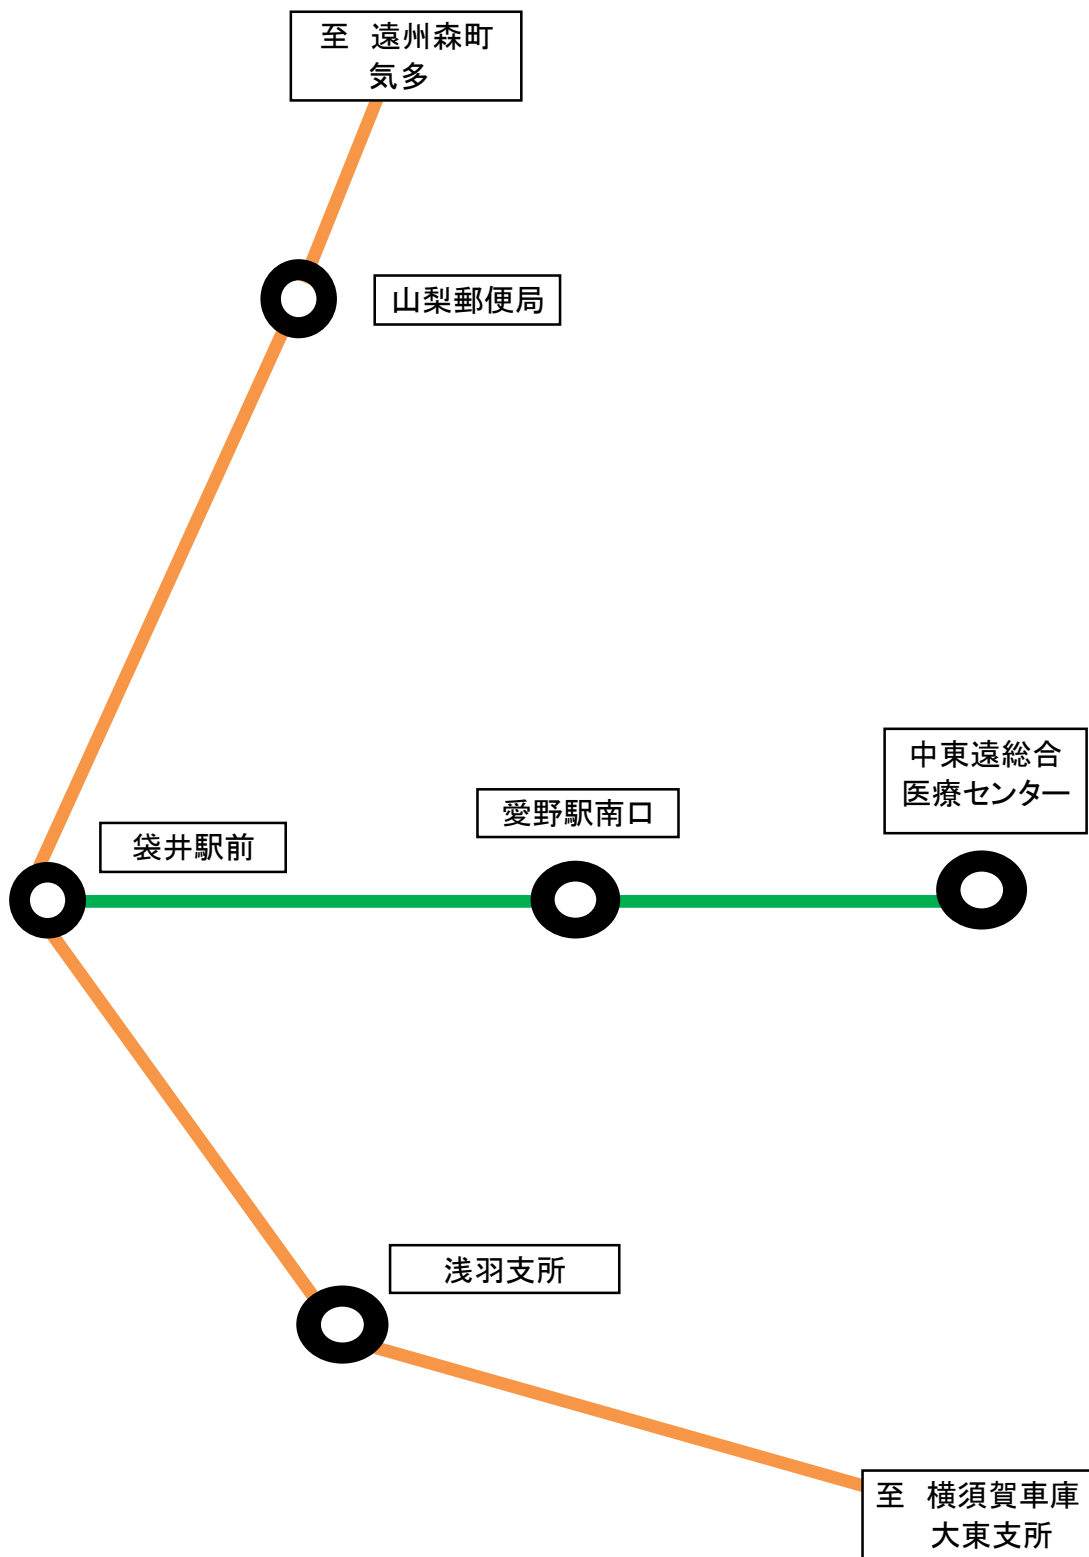 至　遠州森町
気多
山梨郵便局
中東遠総合
医療センター
愛野駅南口
袋井駅前
浅羽支所
至　横須賀車庫
大東支所